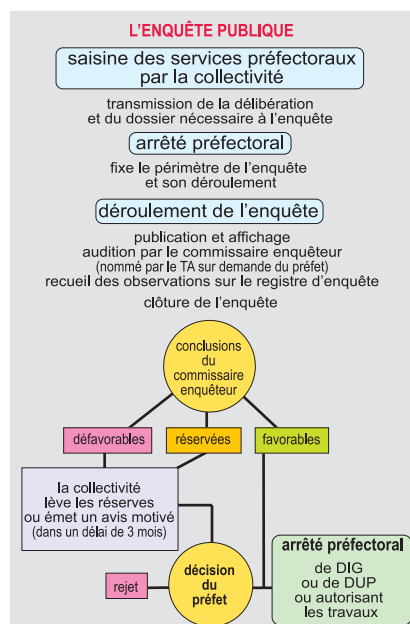 L'ENQUÊTE PUBLIQUE
saisine des services préfectoraux
par la collectivité
transmission de la délibération
et du dossier nécessaire à l'enquête
arrêté préfectoral
fixe le périmètre de l'enquête
et son déroulement
déroulement de l'enquête
publication et affichage
audition par le commissaire enquêteur
(nommé par le TA sur demande du préfet)
recueil des observations sur le registre d'enquête
clôture de l'enquête
conclusions
du
commissaire
enquêteur
défavorables
réservées
favorables
la collectivité
lève les réserves
ou émet un avis motivé
(dans un délai de 3 mois)
rejet
décision
du
préfet
arrêté préfectoral
de DIG
ou de DUP
ou autorisant
les travaux